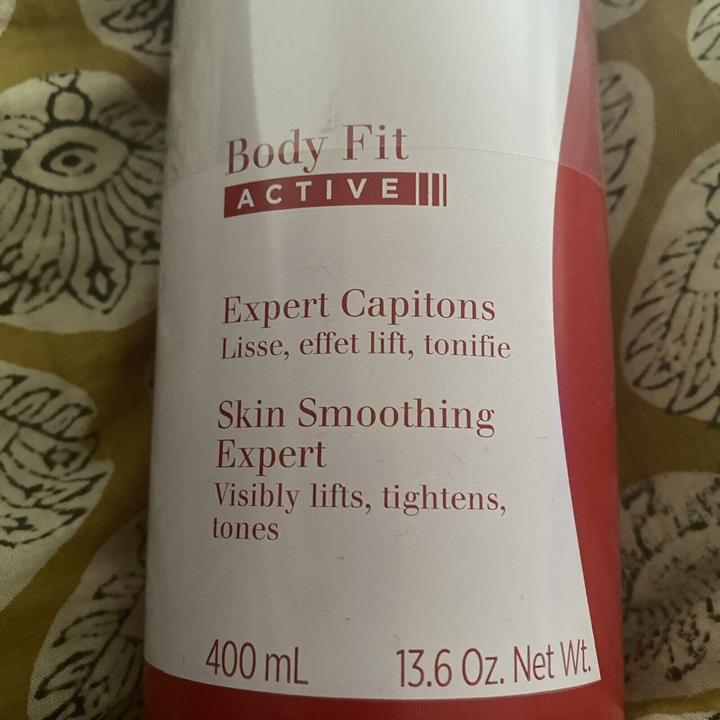 Body Fit
ACTIVE
Expert Capitons
Lisse, effet lift, tonifie
Skin Smoothing
Expert
Visibly lifts, tightens,
tones
400 mL 13.6 Oz. Net Wt.